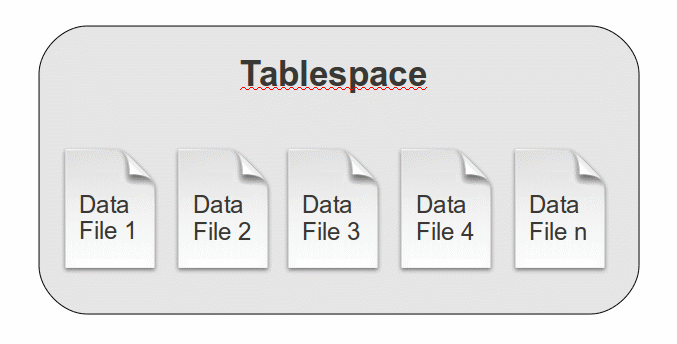 Tablespace
Data
File 1
Data
File 2
Data
File 3
Data
File 4
Data
File n